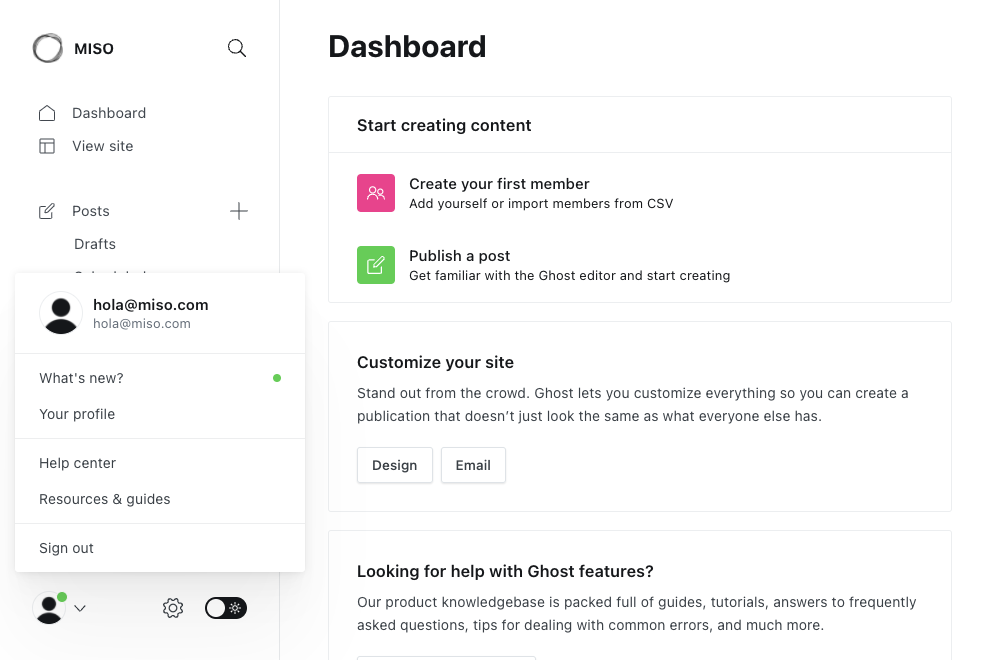 MISO
Dashboard
View site
Posts
Drafts
hola@miso.com
hola@miso.com
What's new?
Your profile
Help center
Resources & guides
Sign out
Dashboard
Start creating content
Create your first member
Add yourself or import members from CSV
Publish a post
Get familiar with the Ghost editor and start creating
Customize your site
Stand out from the crowd. Ghost lets you customize everything so you can create a
publication that doesn’t just look the same as what everyone else has.
Design Email
Looking for help with Ghost features?
Our product knowledgebase is packed full of guides, tutorials, answers to frequently
asked questions, tips for dealing with common errors, and much more.